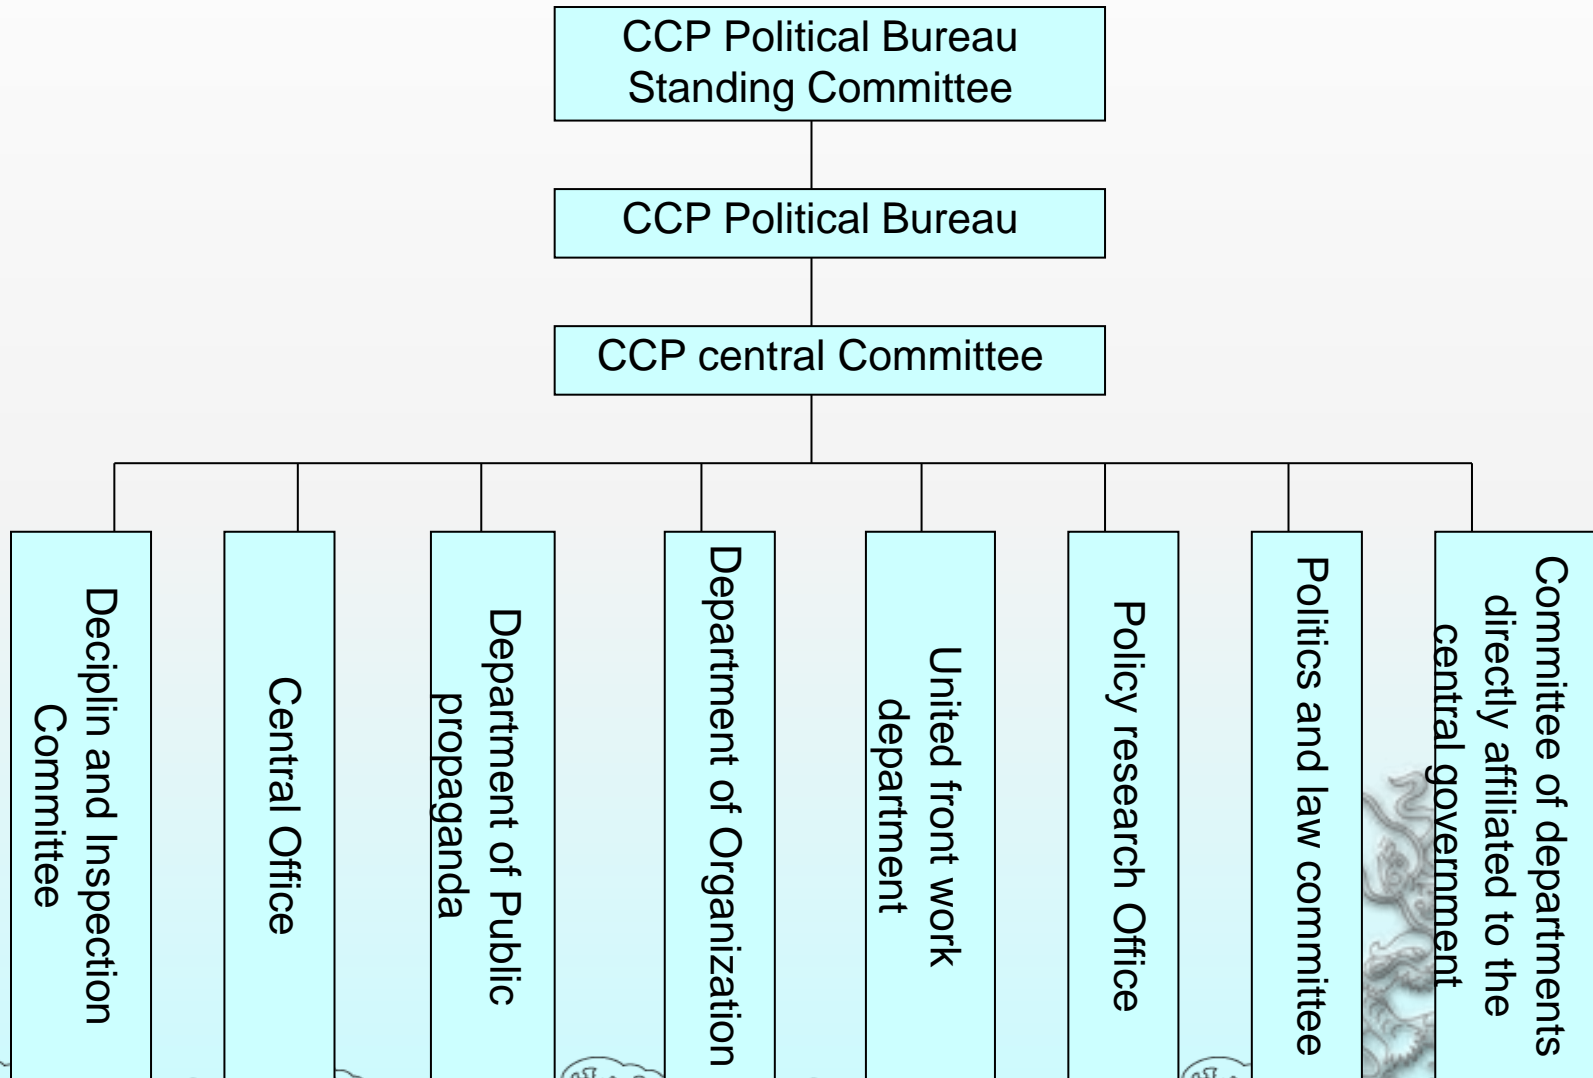 CCP Political Bureau
Standing Committee
CCP Political Bureau
CCP central Committee
Deciplin and Inspection
Committee
Central Office
Department of Public
propaganda
Department of Organization
United front work
department
Policy research Office
Politics and law committee
Committee of departments
directly affiliated to the
central government